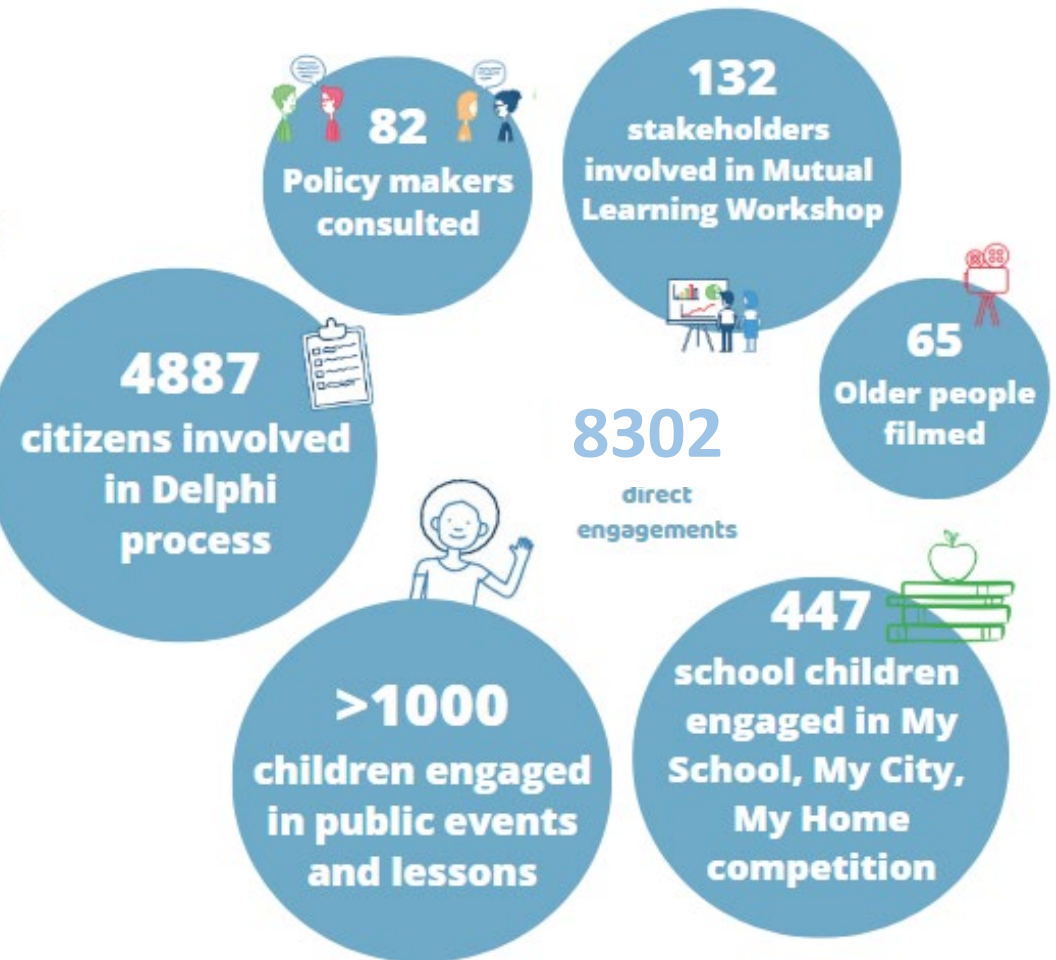 82
Policy makers
consulted
132
stakeholders
involved in Mutual
Learning Workshop
65
Older people
filmed
4887
citizens involved
in Delphi
process
8302
direct
engagements
>1000
children engaged
in public events
and lessons
447
school children
engaged in My
School, My City,
My Home
competition